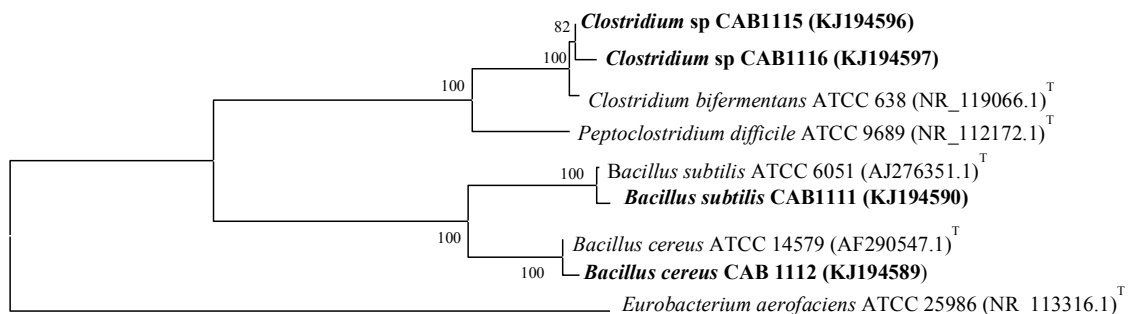 82
Clostridium sp CAB1115 (KJ194596)
100
Clostridium sp CAB1116 (KJ194597)
100
Clostridium bifermentans ATCC 638 (NR_119066.1)T
Peptoclostridium difficile ATCC 9689 (NR_112172.1)T
100
Bacillus subtilis ATCC 6051 (AJ276351.1)T
Bacillus subtilis CAB1111 (KJ194590)
100
Bacillus cereus ATCC 14579 (AF290547.1)T
100
Bacillus cereus CAB 1112 (KJ194589)
Eurobacterium aerofaciens ATCC 25986 (NR_113316.1)T